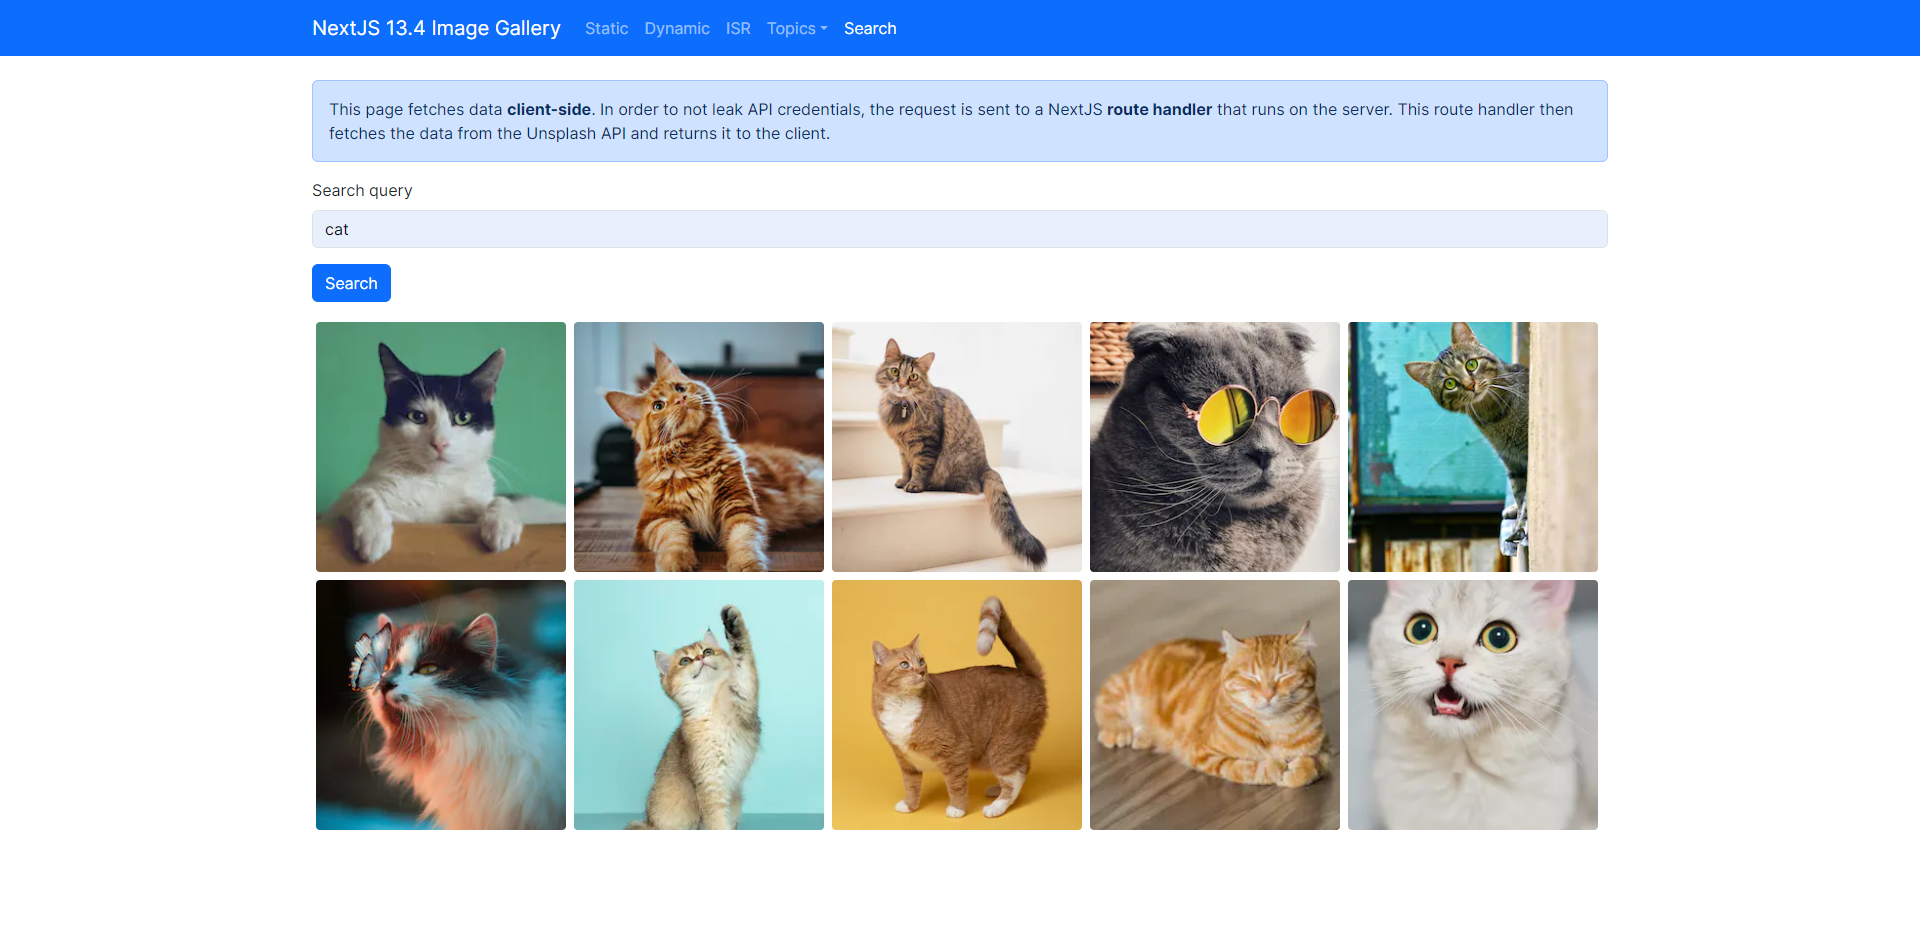 NextJS 13.4 Image Gallery Static Dynamic ISR Topics Search
This page fetches data client-side. In order to not leak API credentials, the request is sent to a NextJS route handler that runs on the server. This route handler then
fetches the data from the Unsplash API and returns it to the client.
Search query
cat
Search